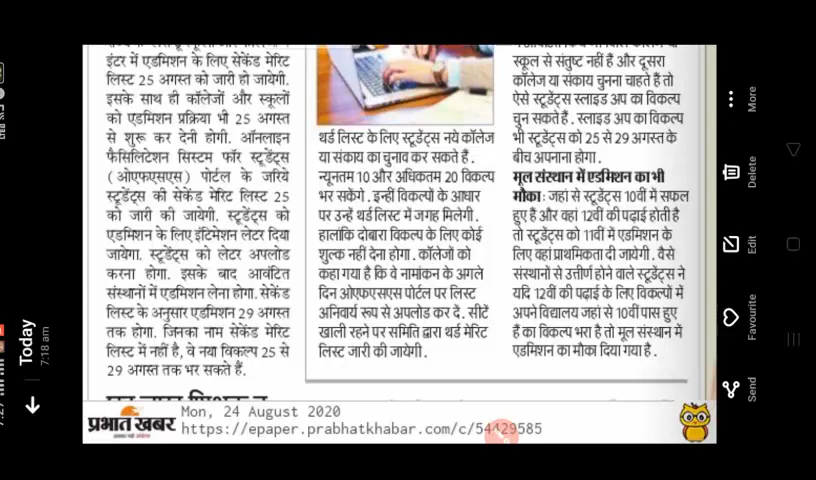 इंटर में एडमिशन के लिए सेकेंड मेरिट
लिस्ट 25 अगस्त को जारी हो जायेगी.
इसके साथ ही कॉलेजों और स्कूलों
को एडमिशन प्रक्रिया भी 25 अगस्त
से शुरू कर देनी होगी. ऑनलाइन
फैसिलिटेशन सिस्टम फॉर स्टूडेंट्स
(ओएफएसएस) पोर्टल के जरिये
स्टूडेंट्स की सेकेंड मेरिट लिस्ट 25
को जारी की जायेगी. स्टूडेंट्स को
एडमिशन के लिए इंटिमेशन लेटर दिया
जायेगा. स्टूडेंट्स को लेटर अपलोड
करना होगा. इसके बाद आवंटित
संस्थानों में एडमिशन लेना होगा. सेकेंड
लिस्ट के अनुसार एडमिशन 29 अगस्त
तक होगा. जिनका नाम सेकेंड मेरिट
लिस्ट में नहीं है, वे नया विकल्प 25 से
29 अगस्त तक भर सकते हैं.
थर्ड लिस्ट के लिए स्टूडेंट्स नये कॉलेज
या संकाय का चुनाव कर सकते हैं.
न्यूनतम 10 और अधिकतम 20 विकल्प
भर सकेंगे. इन्हीं विकल्पों के आधार
पर उन्हें थर्ड लिस्ट में जगह मिलेगी.
हालांकि दोबारा विकल्प के लिए कोई
शुल्क नहीं देना होगा. कॉलेजों को
कहा गया है कि वे नामांकन के अगले
दिन ओएफएसएस पोर्टल पर लिस्ट
अनिवार्य रूप से अपलोड कर दे. सीटें
खाली रहने पर समिति द्वारा थर्ड मेरिट
लिस्ट जारी की जायेगी.
स्कूल से संतुष्ट नहीं हैं और दूसरा
कॉलेज या संकाय चुनना चाहते हैं तो
ऐसे स्टूडेंट्स स्लाइड अप का विकल्प
चुन सकते हैं. स्लाइड अप का विकल्प
भी स्टूडेंट्स को 25 से 29 अगस्त के
बीच अपनाना होगा.
मूल संस्थान में एडमिशन का भी
मौका: जहां से स्टूडेंट्स 10वीं में सफल
हुए है और वहां 12वीं की पढ़ाई होती है
तो स्टूडेंट्स को 11वीं में एडमिशन के
लिए वहां प्राथमिकता दी जायेगी. वैसे
संस्थानों से उत्तीर्ण होने वाले स्टूडेंट्स ने
यदि 12वीं की पढ़ाई के लिए विकल्पों में
अपने विद्यालय जहां से 10वीं पास हुए
हैं का विकल्प भरा है तो मूल संस्थान में
एडमिशन का मौका दिया गया है.
प्रभात खबर
Mon, 24 August 2020
https://epaper.prabhatkhabar.com/c/54429585
Today
7:18 am
More
Delete
Edit
Favourite
Send